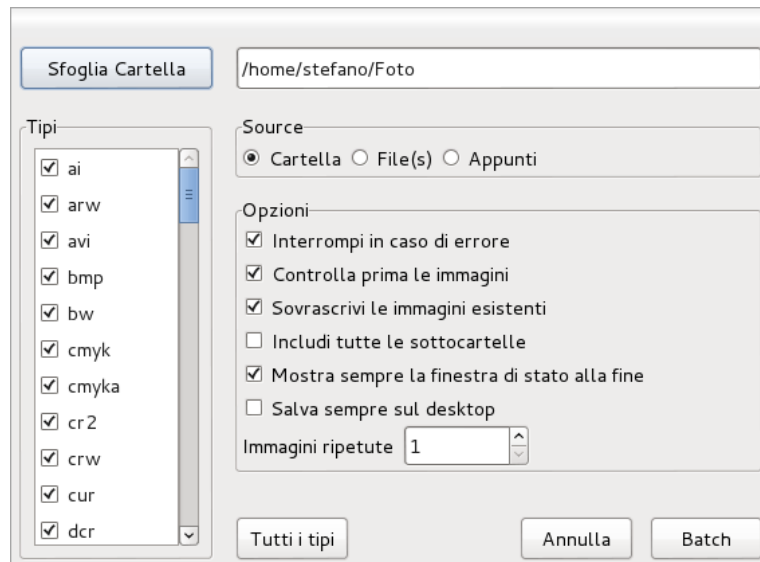 Sfoglia Cartella
/home/stefano/Foto
Tipi
ai
arw
avi
bmp
bw
cmyk
cmyka
cr2
crw
cur
dcr
Source
Cartella File(s) Appunti
Opzioni
Interrompi in caso di errore
Controlla prima le immagini
Sovrascrivi le immagini esistenti
Includi tutte le sottocartelle
Mostra sempre la finestra di stato alla fine
Salva sempre sul desktop
Immagini ripetute 1
Tutti i tipi
Annulla
Batch